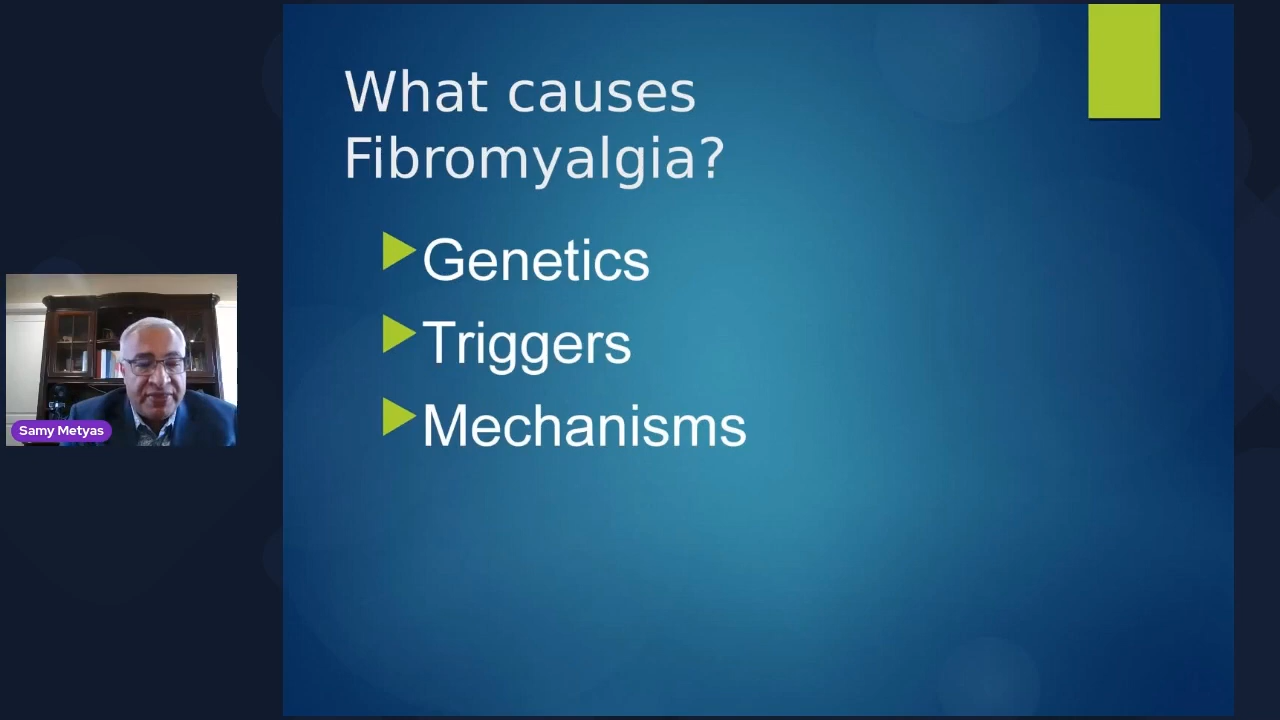 What causes
Fibromyalgia?
Genetics
Triggers
Mechanisms
Samy Metyas